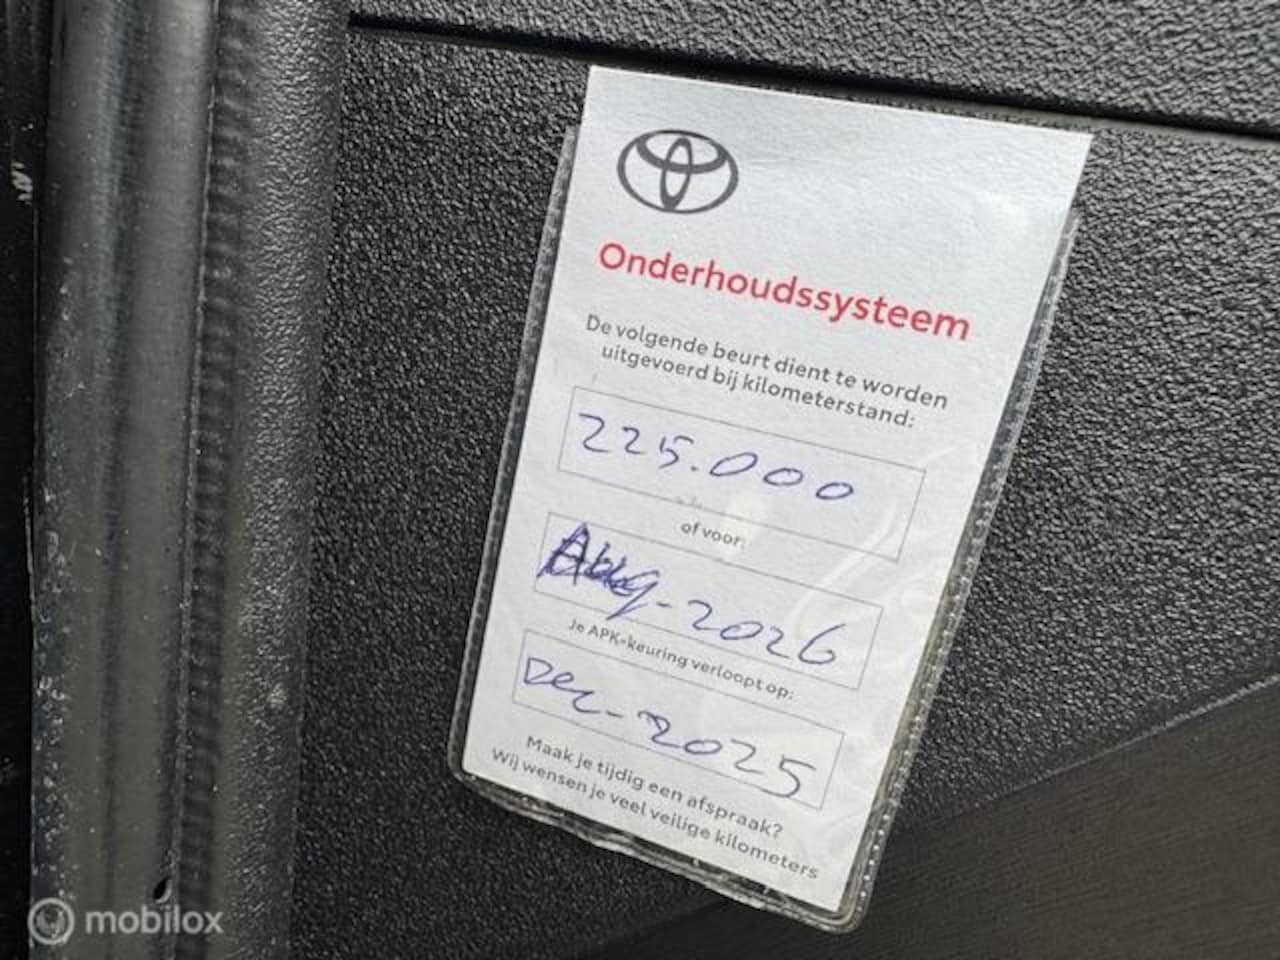 Onderhoudssysteem
De volgende beurt dient te worden
uitgevoerd bij kilometerstand:
225.000
of voor:
Aug-2026
Je APK-keuring verloopt op:
Dec-2025
Maak je tijdig een afspraak?
Wij wensen je veel veilige kilometers
mobilox